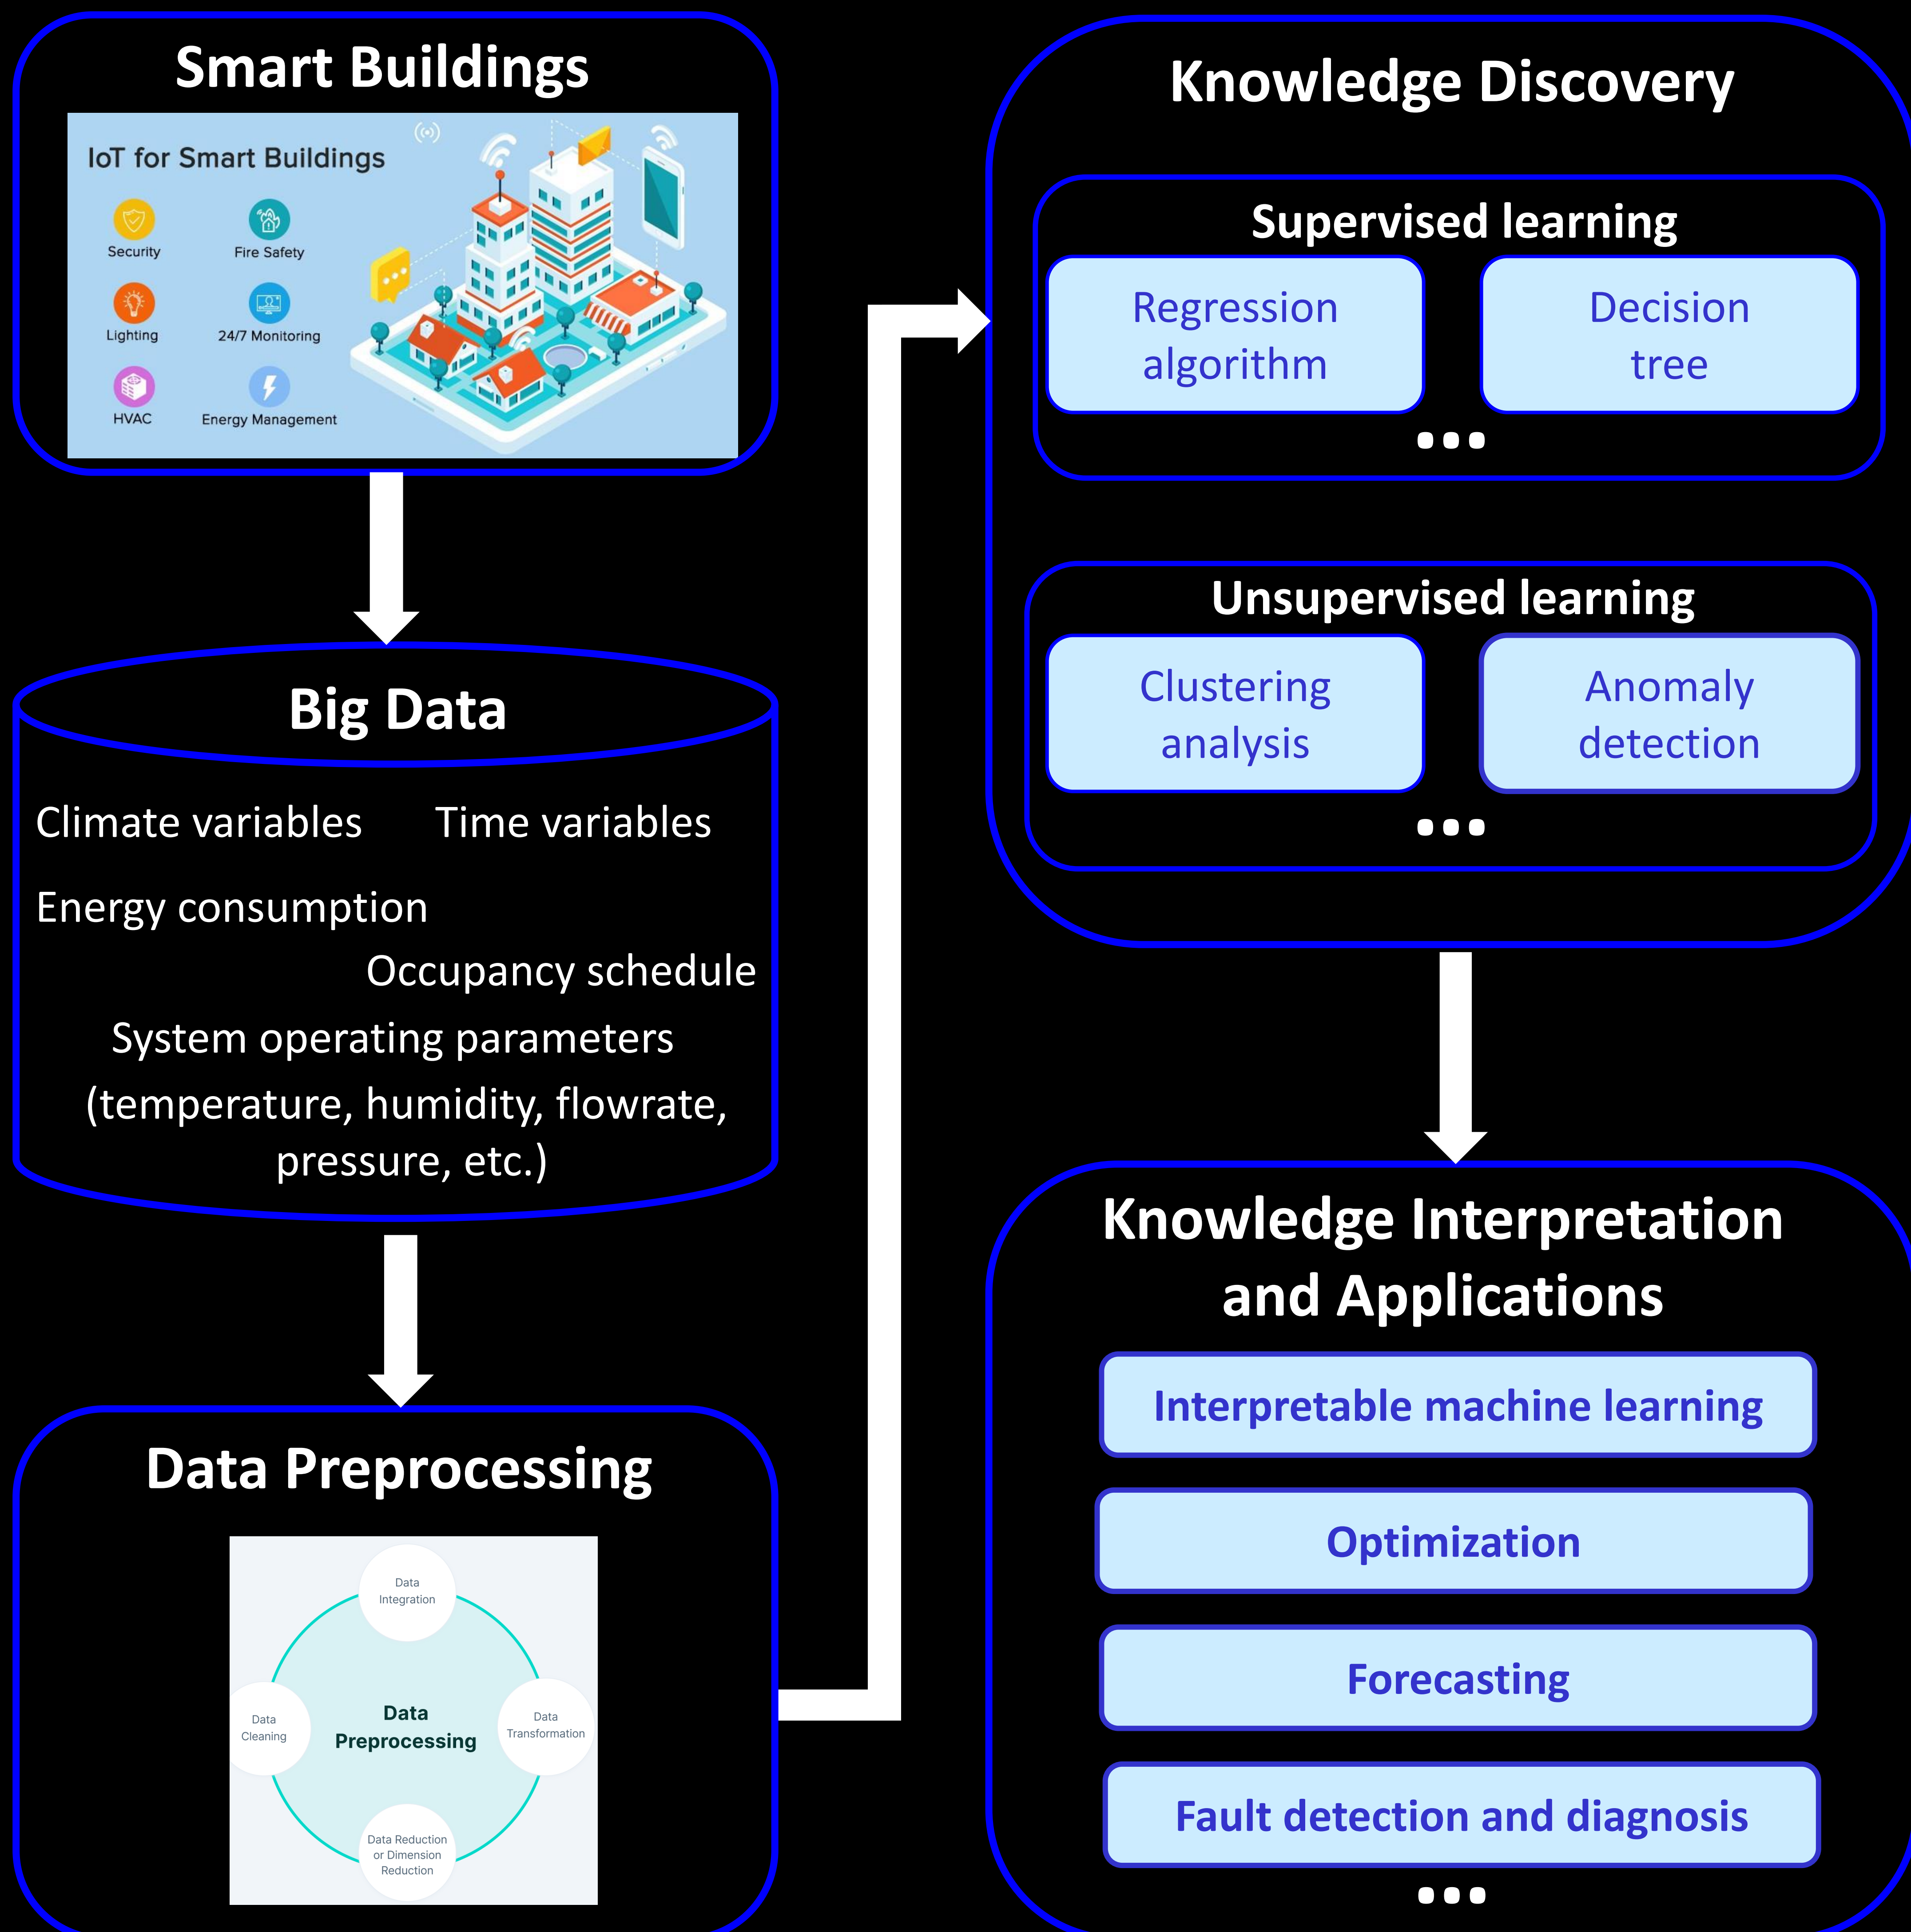 Smart Buildings
IoT for Smart Buildings
Security
Fire Safety
Lighting
24/7 Monitoring
HVAC
Energy Management
Big Data
Climate variables
Time variables
Energy consumption
Occupancy schedule
System operating parameters
(temperature, humidity, flowrate,
pressure, etc.)
Data Preprocessing
Data
Integration
Data
Cleaning
Data
Preprocessing
Data
Transformation
Data Reduction
or Dimension
Reduction
Knowledge Discovery
Supervised learning
Regression
algorithm
Decision
tree
...
Unsupervised learning
Clustering
analysis
Anomaly
detection
...
Knowledge Interpretation
and Applications
Interpretable machine learning
Optimization
Forecasting
Fault detection and diagnosis
...